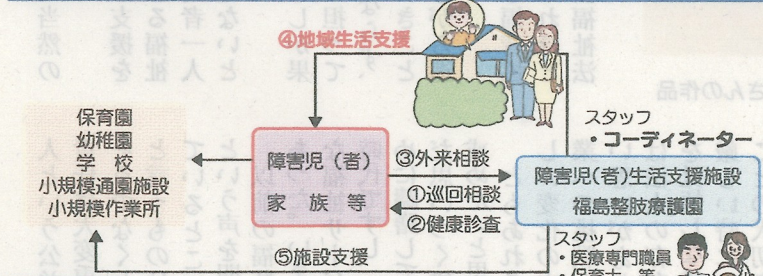 ④地域生活支援
保育園
幼稚園
学 校
小規模通園施設
小規模作業所
障害児（者）
家 族 等
③外来相談
①巡回相談
②健康診査
スタッフ
・コーディネーター
障害児（者）生活支援施設
福島整肢療護園
⑤施設支援
スタッフ
・医療専門職員
・保育士 等